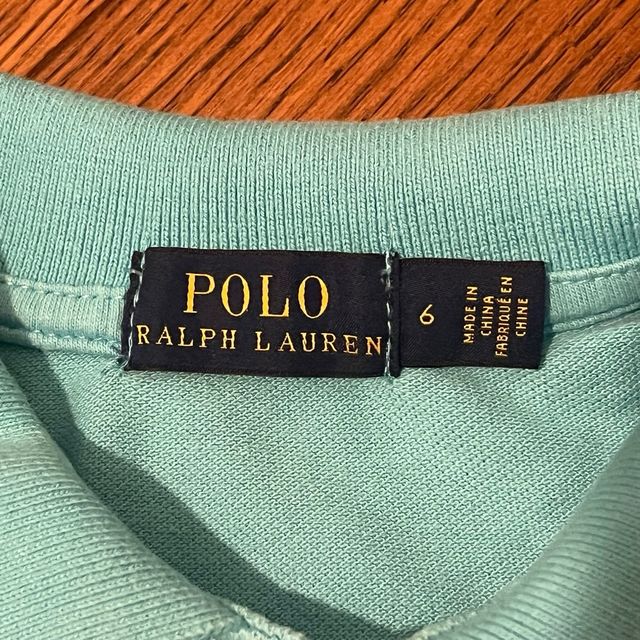 POLO
RALPH LAUREN
6
MADE IN
CHINA
FABRIQUÉ EN
CHINE